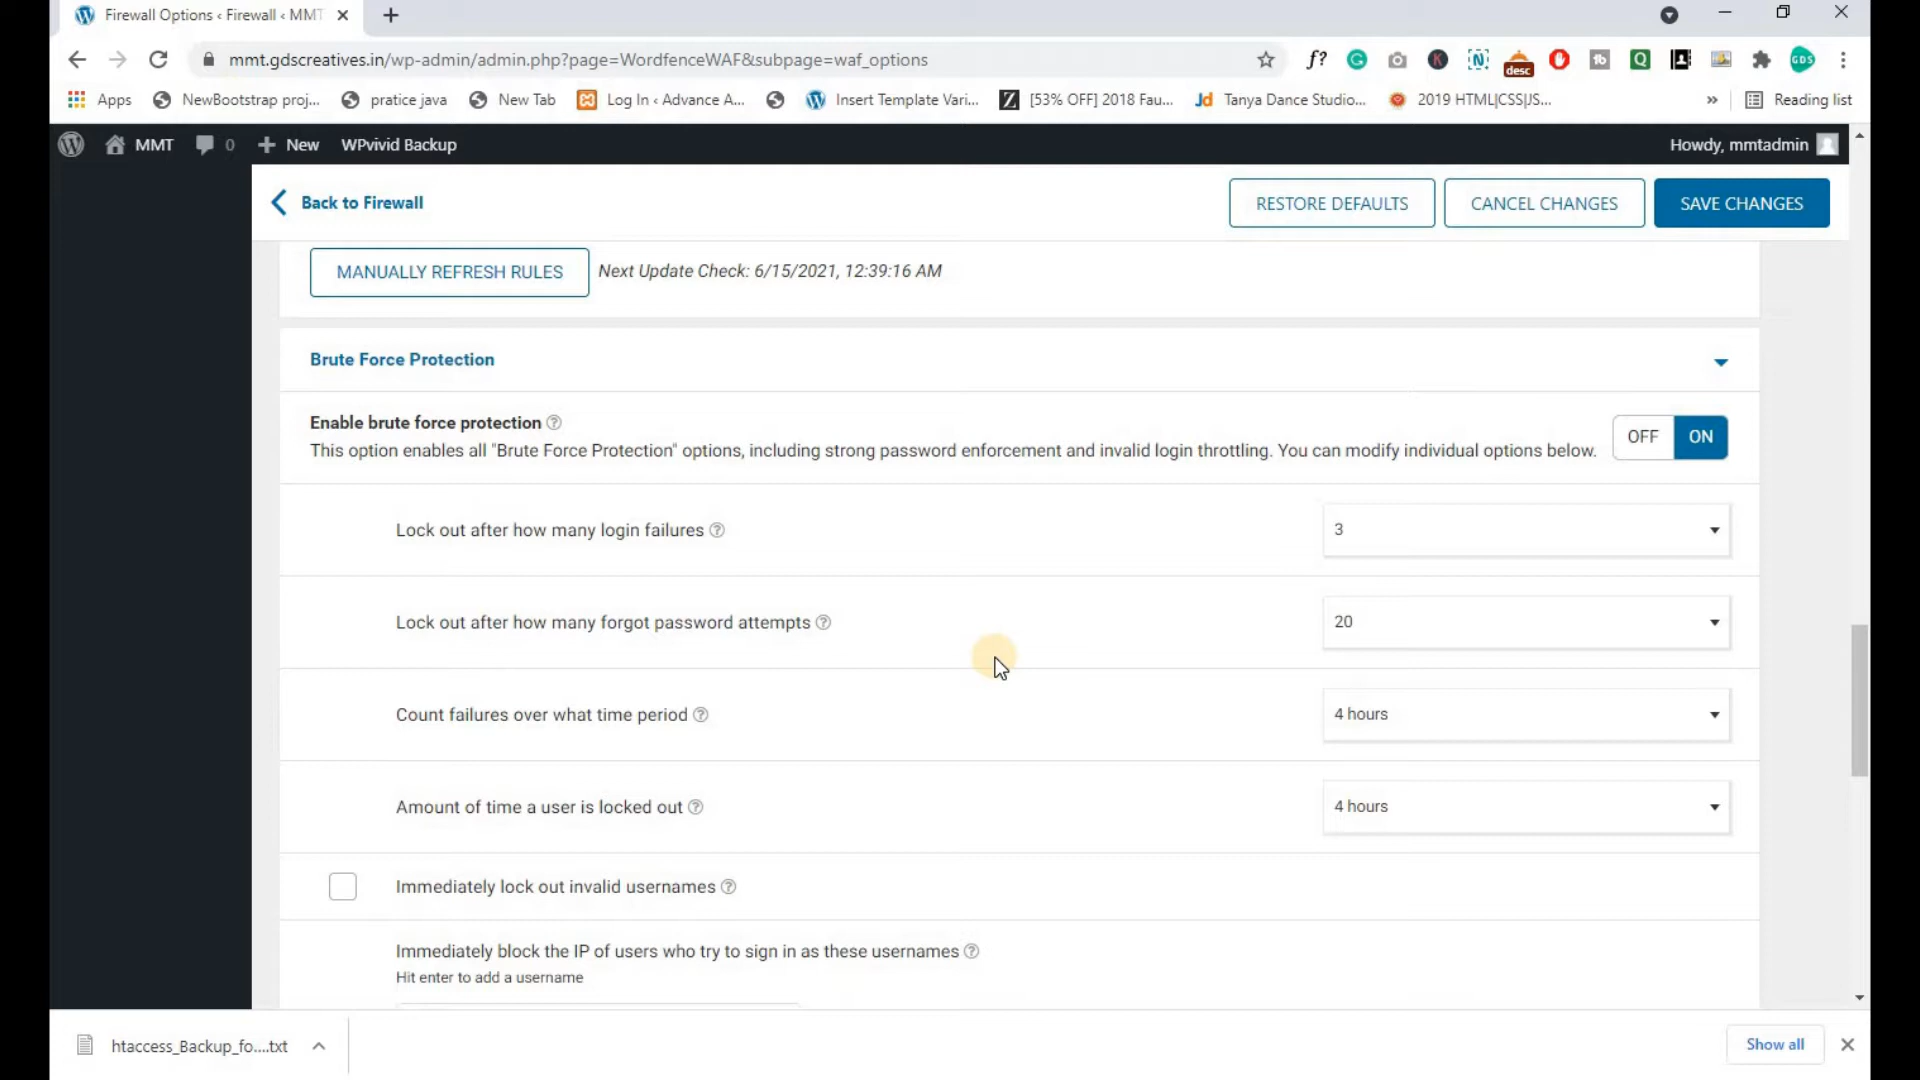 Firewall Options ‹ Firewall ‹ MMT
mmt.gdscreatives.in/wp-admin/admin.php?page=WordfenceWAF&subpage=waf_options
f?
desc
GDS
Apps
NewBootstrap proj...
pratice java
New Tab
Log In ‹ Advance A...
Insert Template Vari...
[53% OFF] 2018 Fau...
Tanya Dance Studio...
2019 HTML|CSS|JS...
»
Reading list
MMT
0
New
WPvivid Backup
Howdy, mmtadmin
Back to Firewall
RESTORE DEFAULTS
CANCEL CHANGES
SAVE CHANGES
MANUALLY REFRESH RULES
Next Update Check: 6/15/2021, 12:39:16 AM
Brute Force Protection
Enable brute force protection
This option enables all "Brute Force Protection" options, including strong password enforcement and invalid login throttling. You can modify individual options below.
OFF
ON
Lock out after how many login failures
3
Lock out after how many forgot password attempts
20
Count failures over what time period
4 hours
Amount of time a user is locked out
4 hours
Immediately lock out invalid usernames
Immediately block the IP of users who try to sign in as these usernames
Hit enter to add a username
htaccess_Backup_fo....txt
Show all